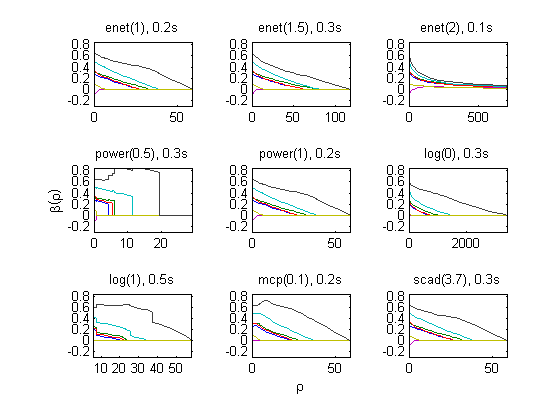 enet(1), 0.2s enet(1.5), 0.3s enet(2), 0.1s
0.8 0.8 0.8
0.6 0.6 0.6
0.4 0.4 0.4
0.2 0.2 0.2
0 0 0
-0.2 -0.2 -0.2
0 50 0 50 100 0 500
power(0.5), 0.3s power(1), 0.2s log(0), 0.3s
0.8 0.8 0.8
0.6 0.6 0.6
0.4 0.4 0.4
0.2 0.2 0.2
0 0 0
-0.2 -0.2 -0.2
β(ρ)
0 10 20 0 20 40 60 0 2000
log(1), 0.5s mcp(0.1), 0.2s scad(3.7), 0.3s
0.8 0.8 0.8
0.6 0.6 0.6
0.4 0.4 0.4
0.2 0.2 0.2
0 0 0
-0.2 -0.2 -0.2
10 20 30 40 50 0 20 40 60 0 20 40
ρ